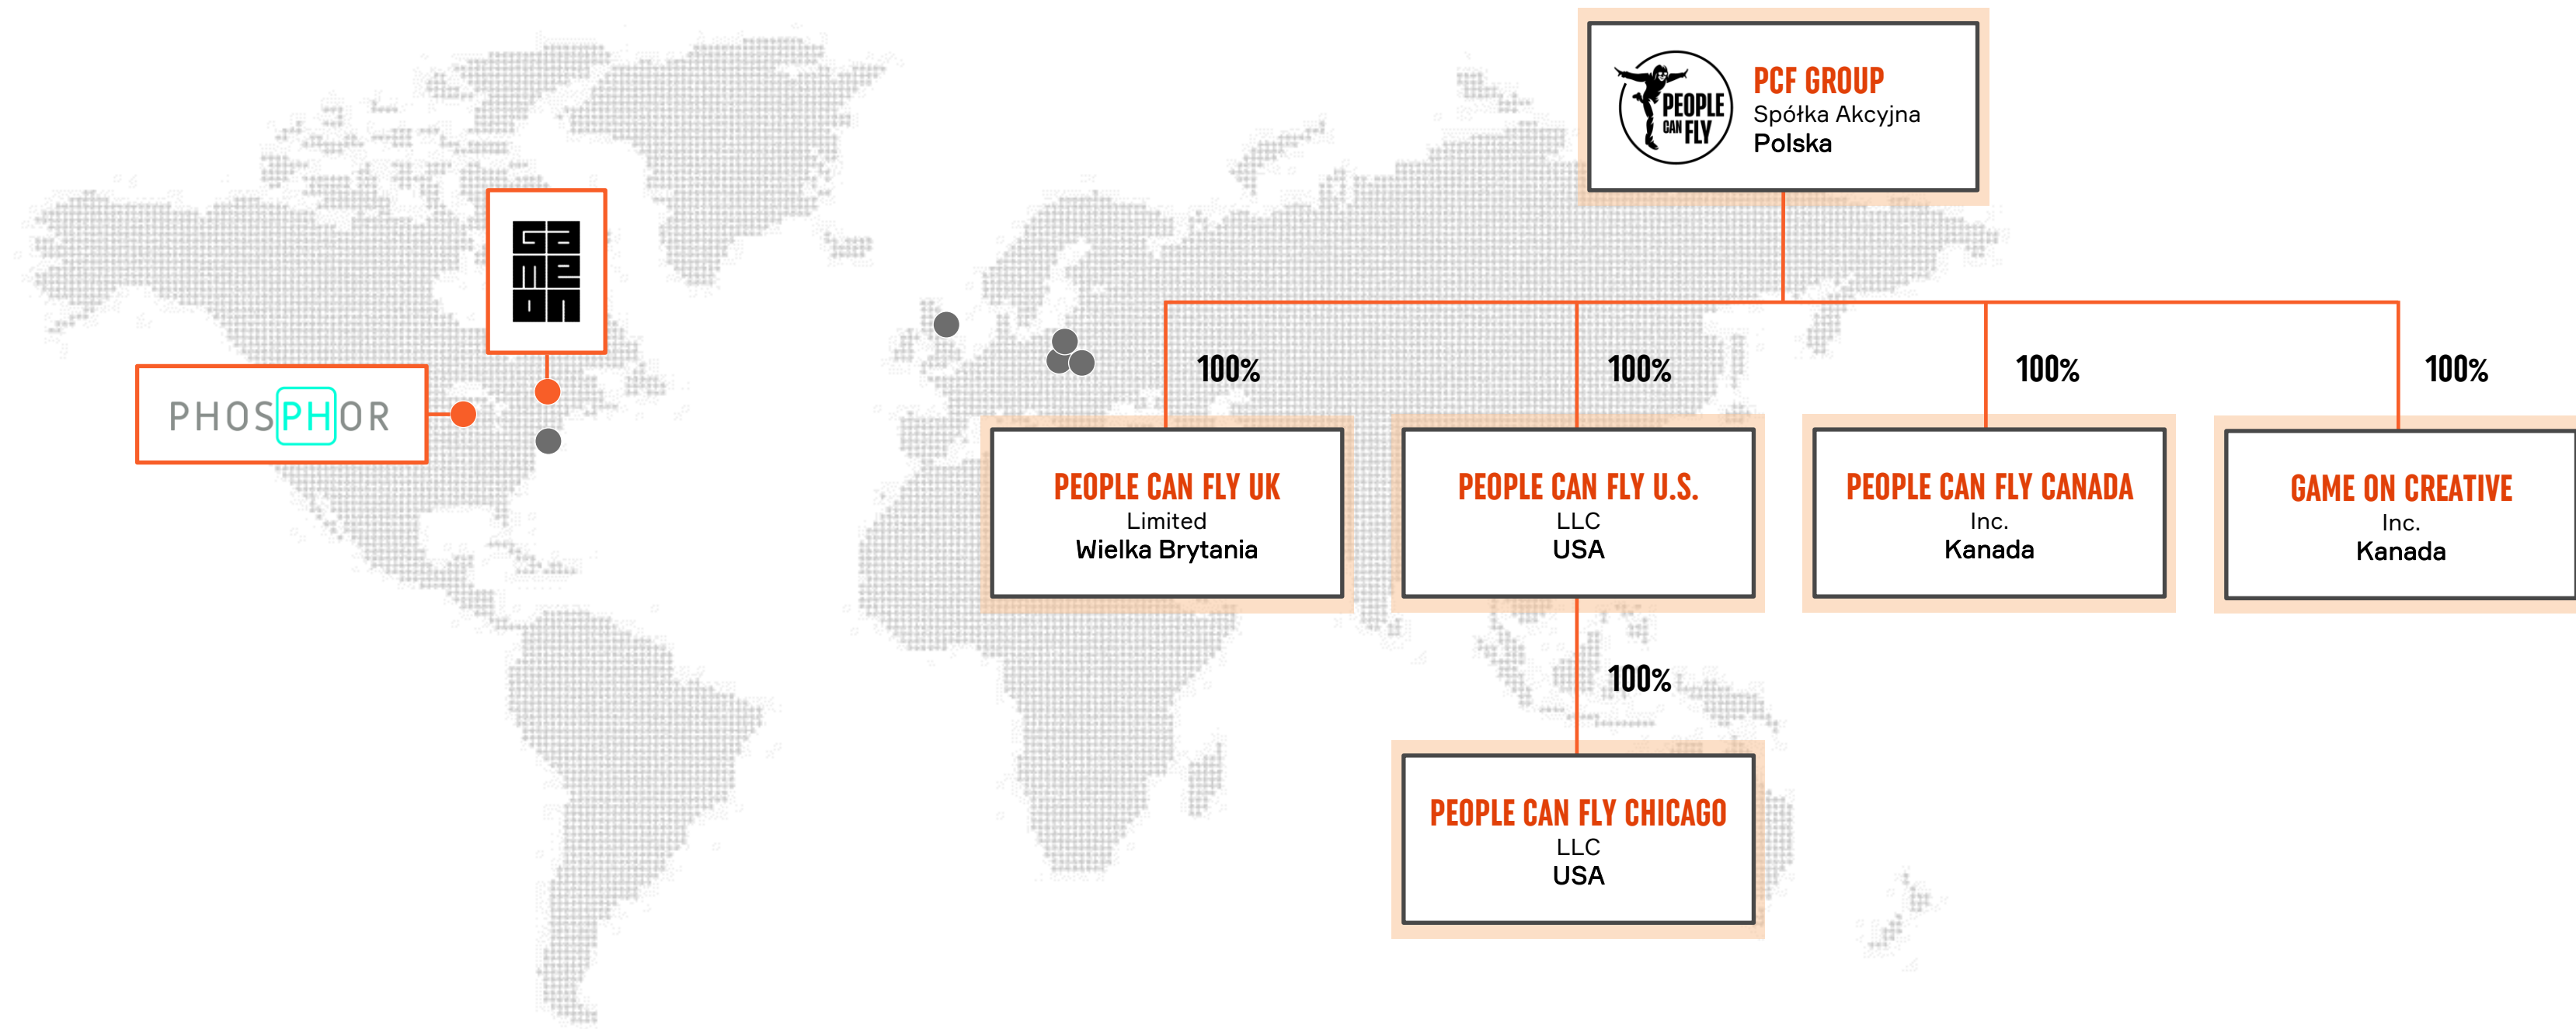 PEOPLE
CAN FLY
PCF GROUP
Spółka Akcyjna
Polska
Ga
me
on
PHOSPHOR
100%
100%
100%
100%
PEOPLE CAN FLY UK
Limited
Wielka Brytania
PEOPLE CAN FLY U.S.
LLC
USA
PEOPLE CAN FLY CANADA
Inc.
Kanada
GAME ON CREATIVE
Inc.
Kanada
100%
PEOPLE CAN FLY CHICAGO
LLC
USA